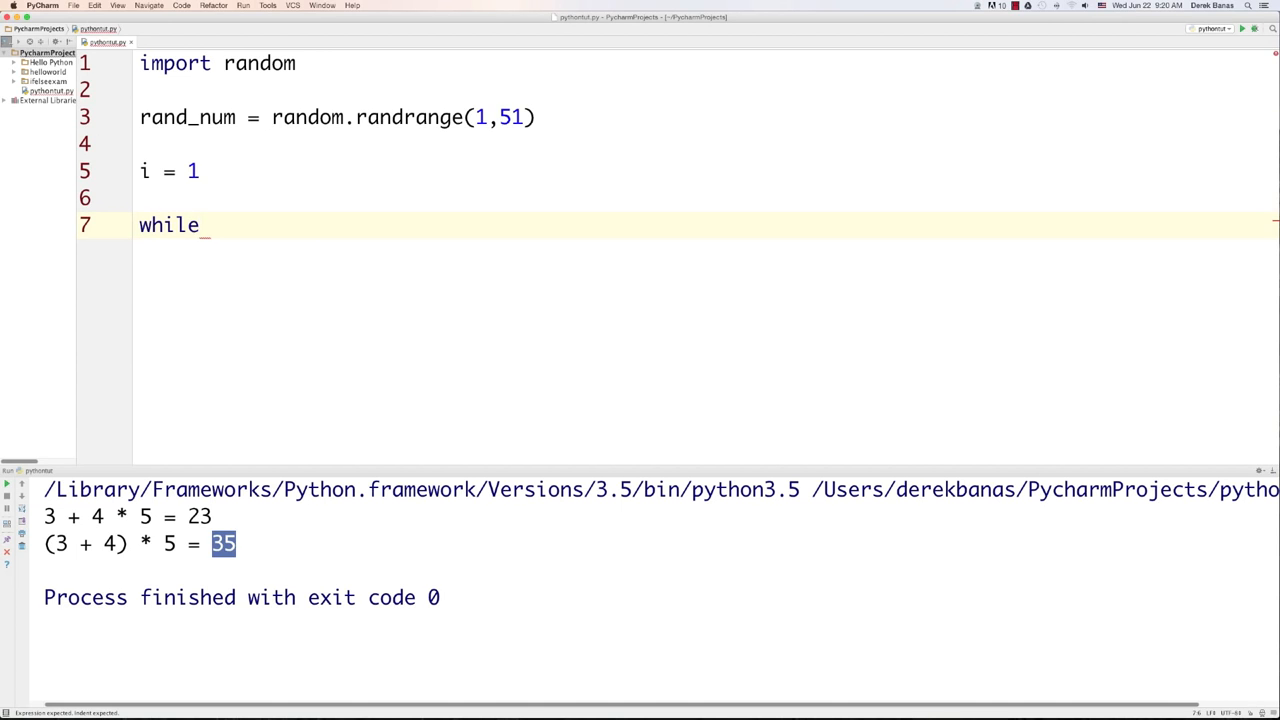 PyCharm File Edit View Navigate Code Refactor Run Tools VCS Window Help 10 Wed Jun 22 9:20 AM Derek Banas
pythontut.py - PycharmProjects - [~/PycharmProjects]
PycharmProjects pythontut.py pythontut
pythontut.py ×
PycharmProject
Hello Python
helloworld
ifelseexam
pythontut.py
External Librarie
1 import random
2
3 rand_num = random.randrange(1,51)
4
5 i = 1
6
7 while
Run pythontut
/Library/Frameworks/Python.framework/Versions/3.5/bin/python3.5 /Users/derekbanas/PycharmProjects/pytho
3 + 4 * 5 = 23
(3 + 4) * 5 = 35
Process finished with exit code 0
Expression expected. Indent expected. 7:6 LF UTF-8